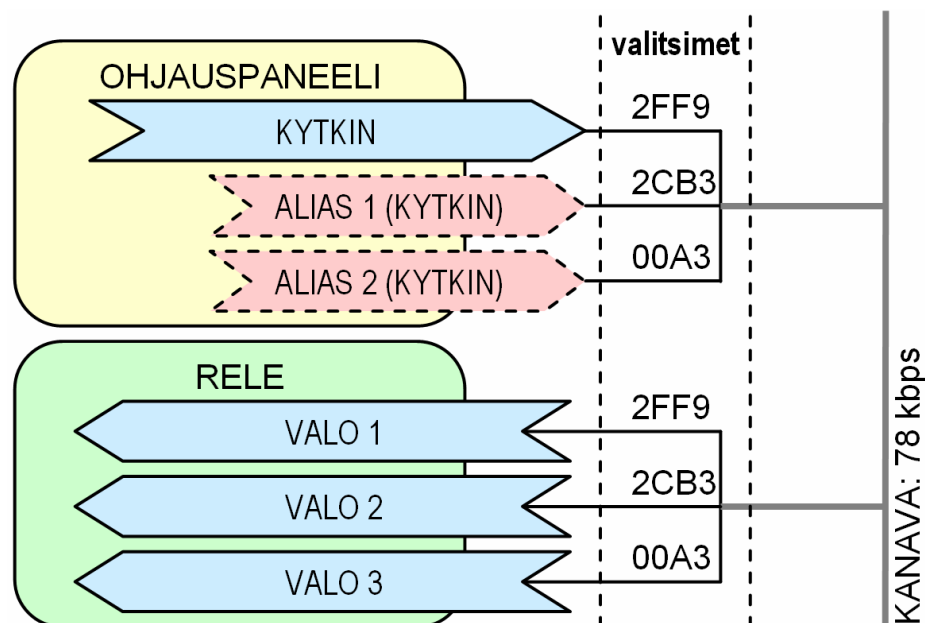 valitsimet
OHJAUSPANEELI
KYTKIN
2FF9
ALIAS 1 (KYTKIN)
2CB3
ALIAS 2 (KYTKIN)
00A3
RELE
VALO 1
2FF9
VALO 2
2CB3
VALO 3
00A3
KANAVA: 78 kbps